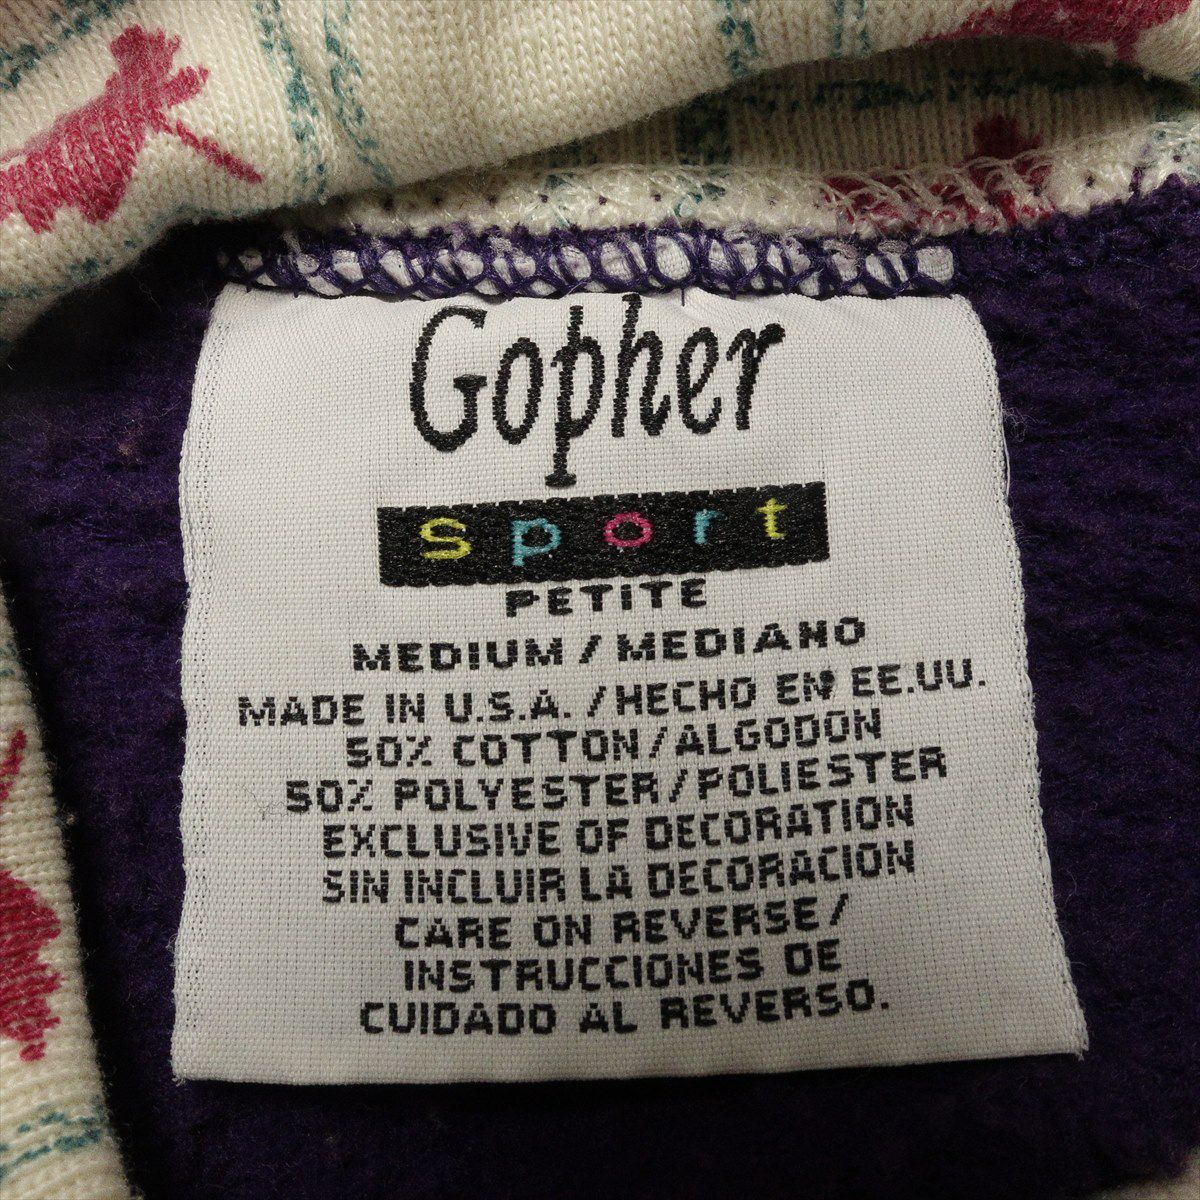 Gopher
sport
PETITE
MEDIUM / MEDIANO
MADE IN U.S.A. / HECHO EN EE.UU.
50% COTTON/ALGODON
50% POLYESTER/POLIESTER
EXCLUSIVE OF DECORATION
SIN INCLUIR LA DECORACION
CARE ON REVERSE/
INSTRUCCIONES DE
CUIDADO AL REVERSO.